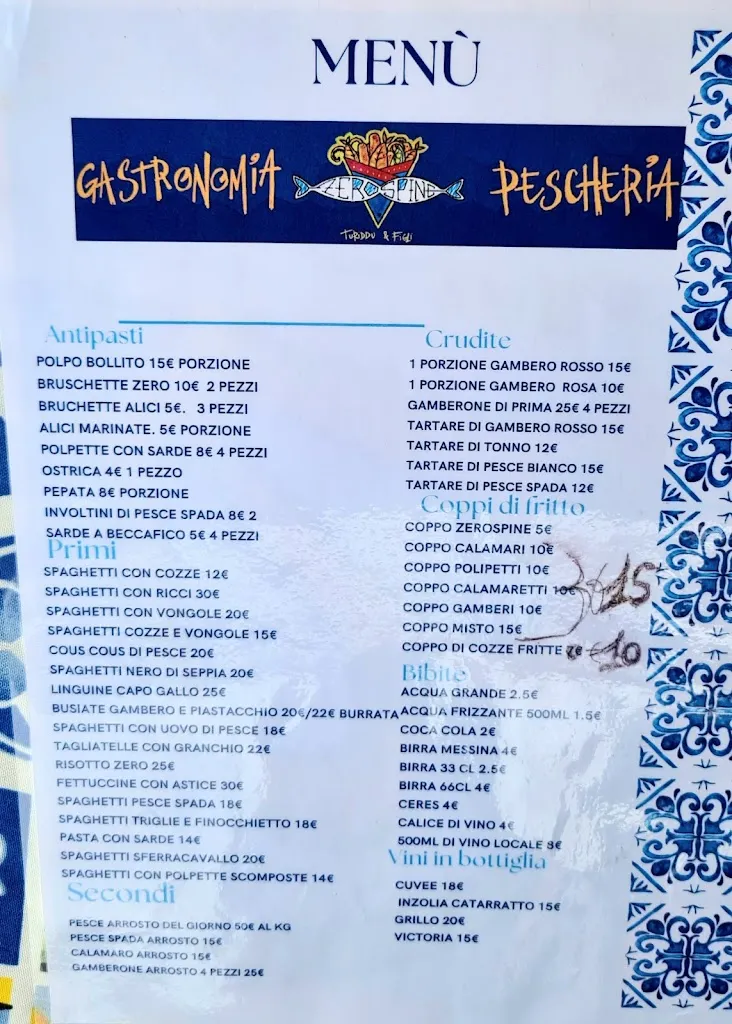 MENÙ
GASTRONOMIA
ZEROSPINE
PESCHERIA
TURIDDU & FIGLI
Antipasti
POLPO BOLLITO 15€ PORZIONE
BRUSCHETTE ZERO 10€ 2 PEZZI
BRUCHETTE ALICI 5€. 3 PEZZI
ALICI MARINATE. 5€ PORZIONE
POLPETTE CON SARDE 8€ 4 PEZZI
OSTRICA 4€ 1 PEZZO
PEPATA 8€ PORZIONE
INVOLTINI DI PESCE SPADA 8€ 2
SARDE A BECCAFICO 5€ 4 PEZZI
Primi
SPAGHETTI CON COZZE 12€
SPAGHETTI CON RICCI 30€
SPAGHETTI CON VONGOLE 20€
SPAGHETTI COZZE E VONGOLE 15€
COUS COUS DI PESCE 20€
SPAGHETTI NERO DI SEPPIA 20€
LINGUINE CAPO GALLO 25€
BUSIATE GAMBERO E PIASTACCHIO 20€/22€ BURRATA
SPAGHETTI CON UOVO DI PESCE 18€
TAGLIATELLE CON GRANCHIO 22€
RISOTTO ZERO 25€
FETTUCCINE CON ASTICE 30€
SPAGHETTI PESCE SPADA 18€
SPAGHETTI TRIGLIE E FINOCCHIETTO 18€
PASTA CON SARDE 14€
SPAGHETTI SFERRACAVALLO 20€
SPAGHETTI CON POLPETTE SCOMPOSTE 14€
Secondi
PESCE ARROSTO DEL GIORNO 50€ AL KG
PESCE SPADA ARROSTO 15€
CALAMARO ARROSTO 15€
GAMBERONE ARROSTO 4 PEZZI 25€
Crudite
1 PORZIONE GAMBERO ROSSO 15€
1 PORZIONE GAMBERO ROSA 10€
GAMBERONE DI PRIMA 25€ 4 PEZZI
TARTARE DI GAMBERO ROSSO 15€
TARTARE DI TONNO 12€
TARTARE DI PESCE BIANCO 15€
TARTARE DI PESCE SPADA 12€
Coppi di fritto
COPPO ZEROSPINE 5€
COPPO CALAMARI 10€
COPPO POLIPETTI 10€
COPPO CALAMARETTI 10€ €15
COPPO GAMBERI 10€
COPPO MISTO 15€
COPPO DI COZZE FRITTE 7€ €10
Bibite
ACQUA GRANDE 2.5€
ACQUA FRIZZANTE 500ML 1.5€
COCA COLA 2€
BIRRA MESSINA 4€
BIRRA 33 CL 2.5€
BIRRA 66CL 4€
CERES 4€
CALICE DI VINO 4€
500ML DI VINO LOCALE 8€
Vini in bottiglia
CUVEE 18€
INZOLIA CATARRATTO 15€
GRILLO 20€
VICTORIA 15€